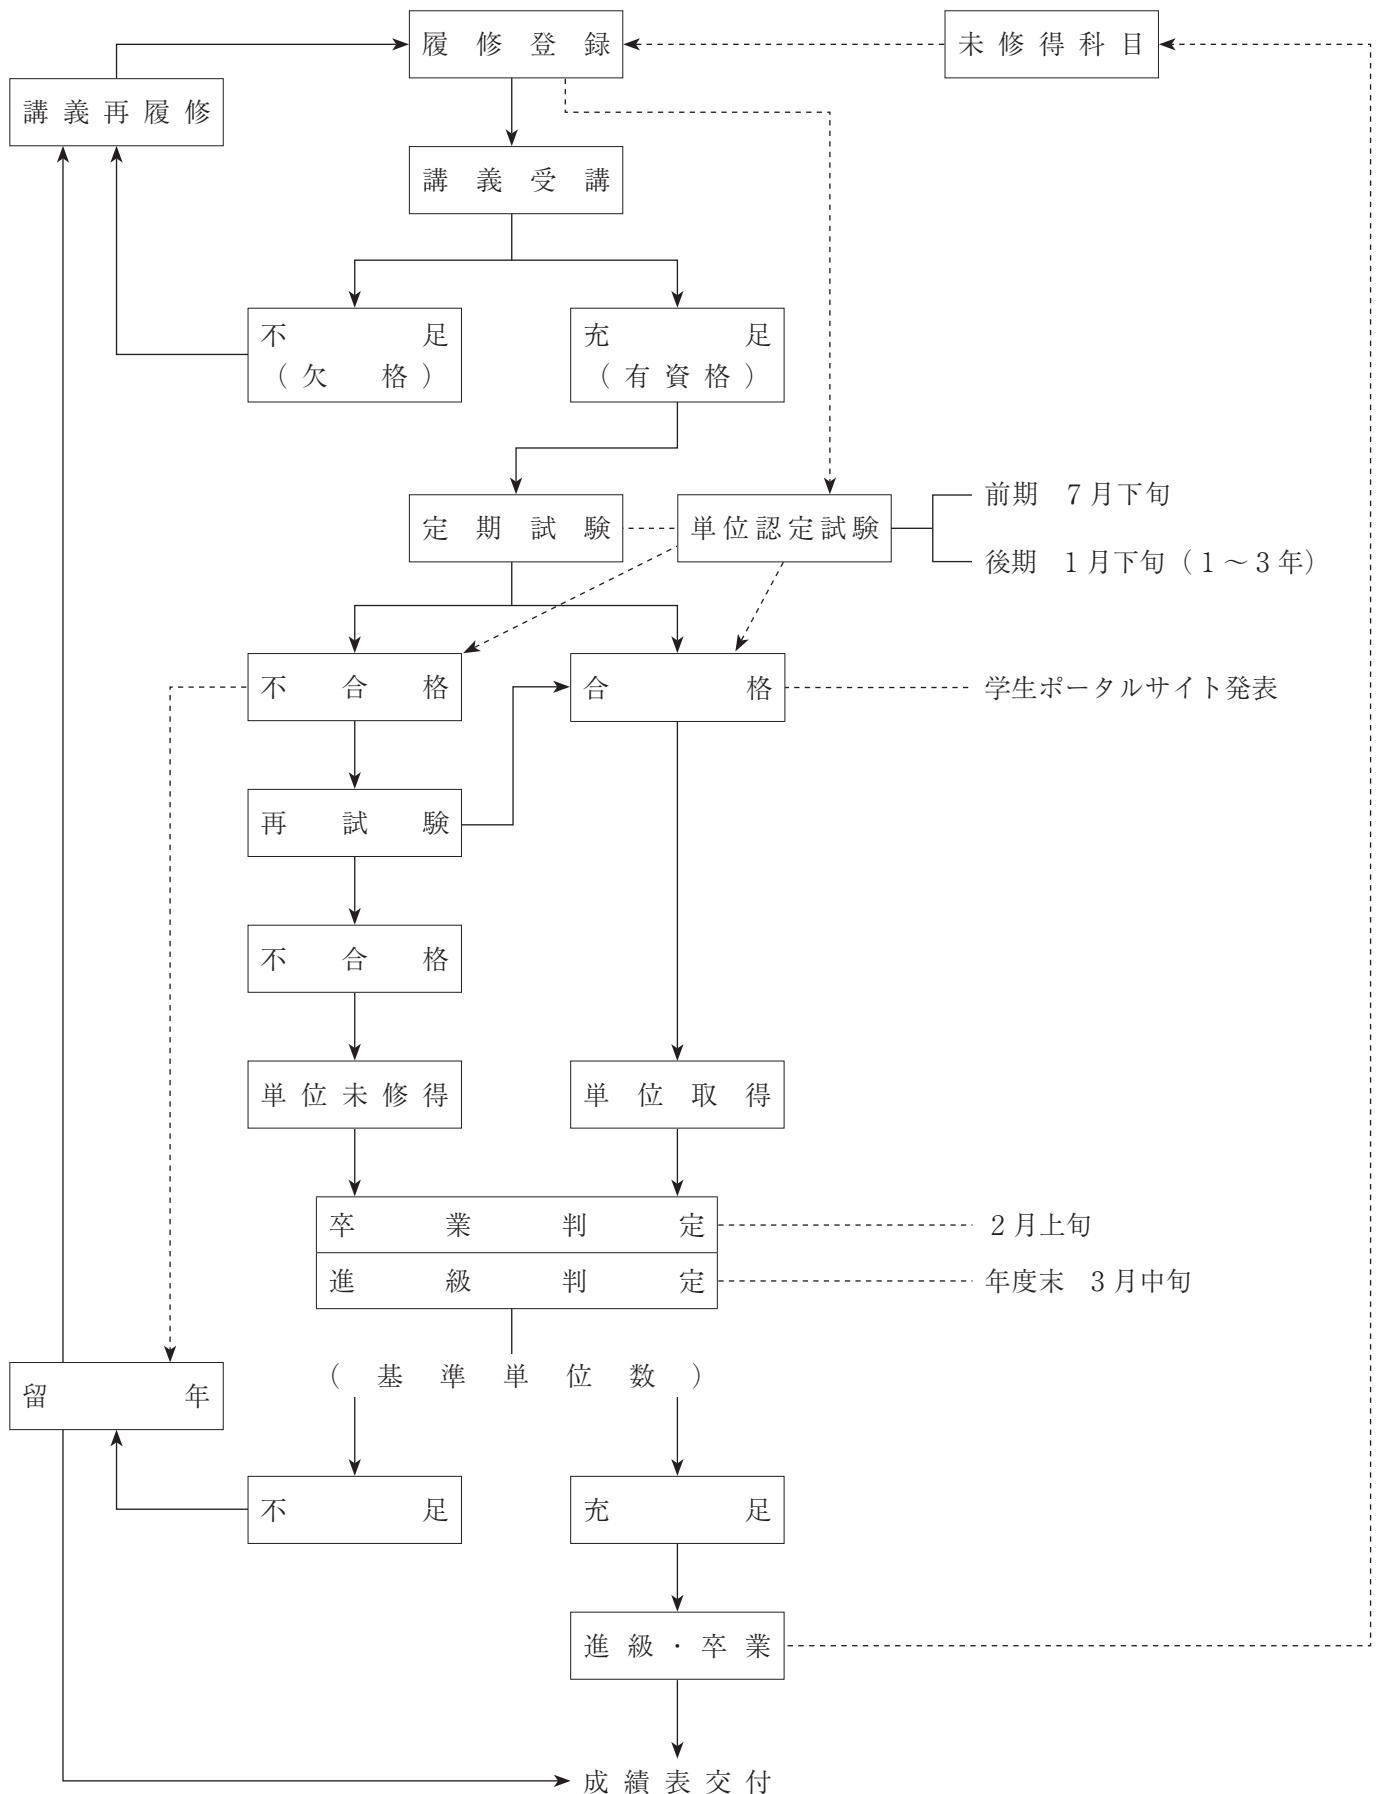 履修登録
未修得科目
講義再履修
講義受講
不足
（欠格）
充足
（有資格）
定期試験
単位認定試験
前期　7月下旬
後期　1月下旬（1～3年）
不合格
合格
学生ポータルサイト発表
再試験
不合格
単位未修得
単位取得
卒業判定
2月上旬
進級判定
年度末　3月中旬
（基準単位数）
留年
不足
充足
進級・卒業
成績表交付